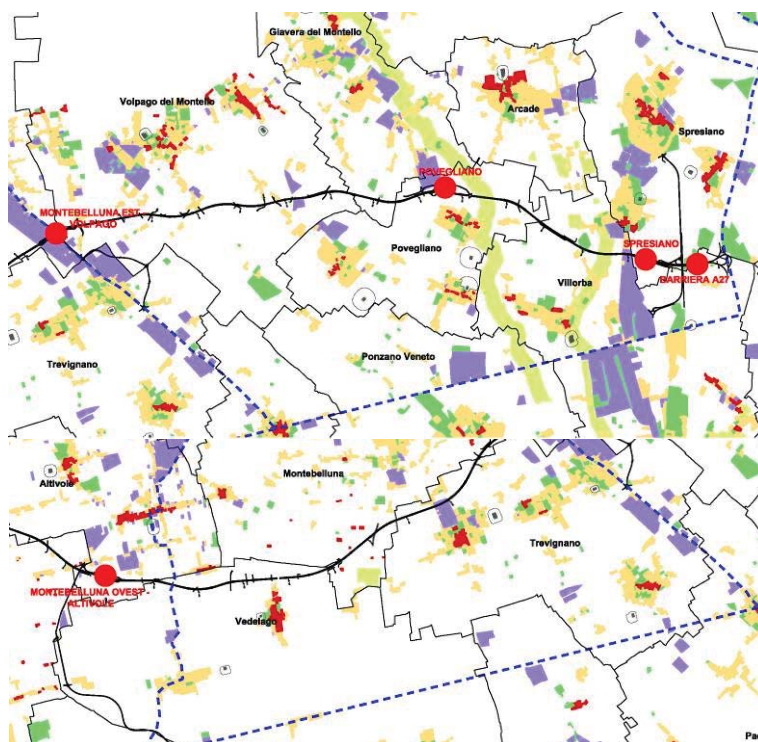 Giavera del Montello
Volpago del Montello
Arcade
Spresiano
POVEGLIANO
MONTEBELLUNA EST
VOLPAGO
Povegliano
SPRESIANO
Villorba
BARRIERA A27
Trevignano
Ponzano Veneto
Altivole
Montebelluna
Trevignano
MONTEBELLUNA OVEST
ALTIVOLE
Vedelago